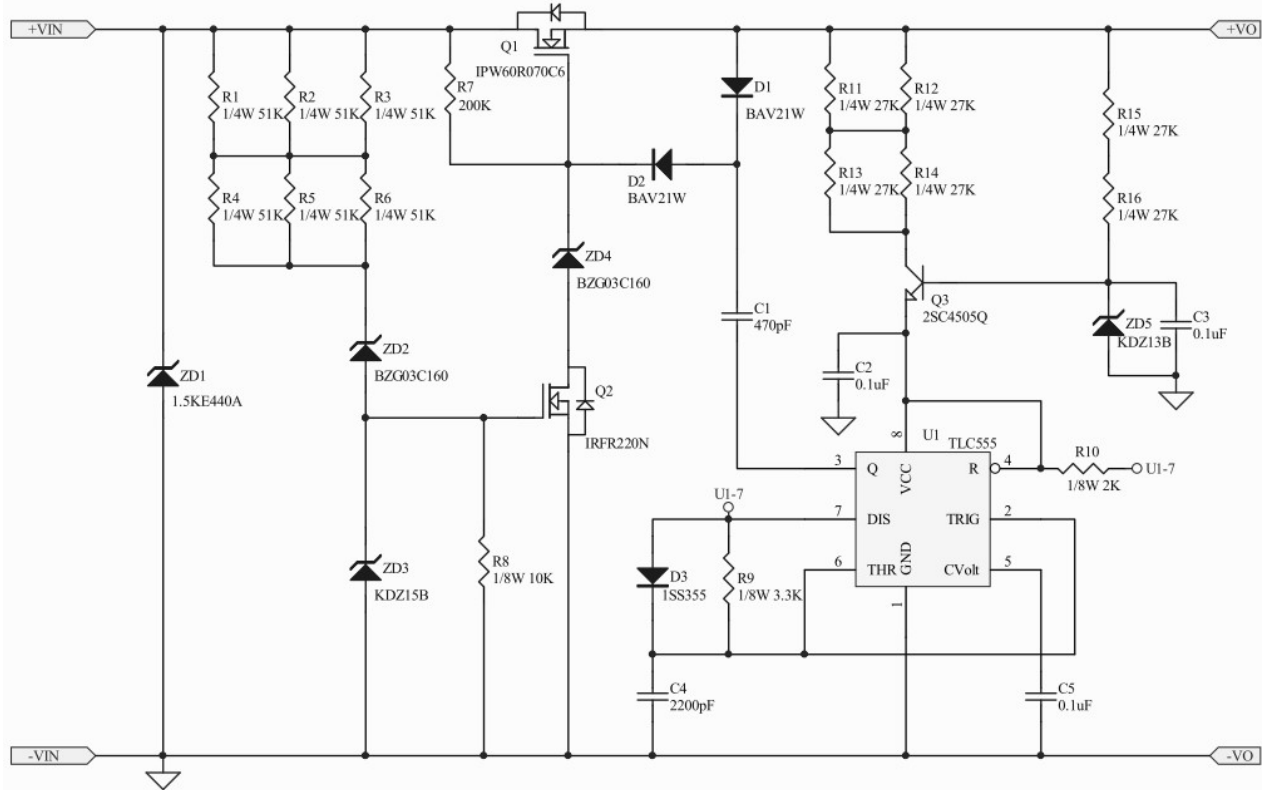 +VIN
+VO
Q1
IPW60R070C6
R1
1/4W 51K
R2
1/4W 51K
R3
1/4W 51K
R7
200K
D1
BAV21W
R11
1/4W 27K
R12
1/4W 27K
R15
1/4W 27K
R4
1/4W 51K
R5
1/4W 51K
R6
1/4W 51K
D2
BAV21W
R13
1/4W 27K
R14
1/4W 27K
R16
1/4W 27K
ZD4
BZG03C160
C1
470pF
Q3
2SC4505Q
ZD5
KDZ13B
C3
0.1uF
ZD1
1.5KE440A
ZD2
BZG03C160
Q2
IRFR220N
C2
0.1uF
8
U1
TLC555
3
Q
VCC
R
4
R10
1/8W 2K
U1-7
U1-7
7
DIS
TRIG
2
6
THR
GND
CVolt
5
1
ZD3
KDZ15B
R8
1/8W 10K
D3
1SS355
R9
1/8W 3.3K
C4
2200pF
C5
0.1uF
-VIN
-VO